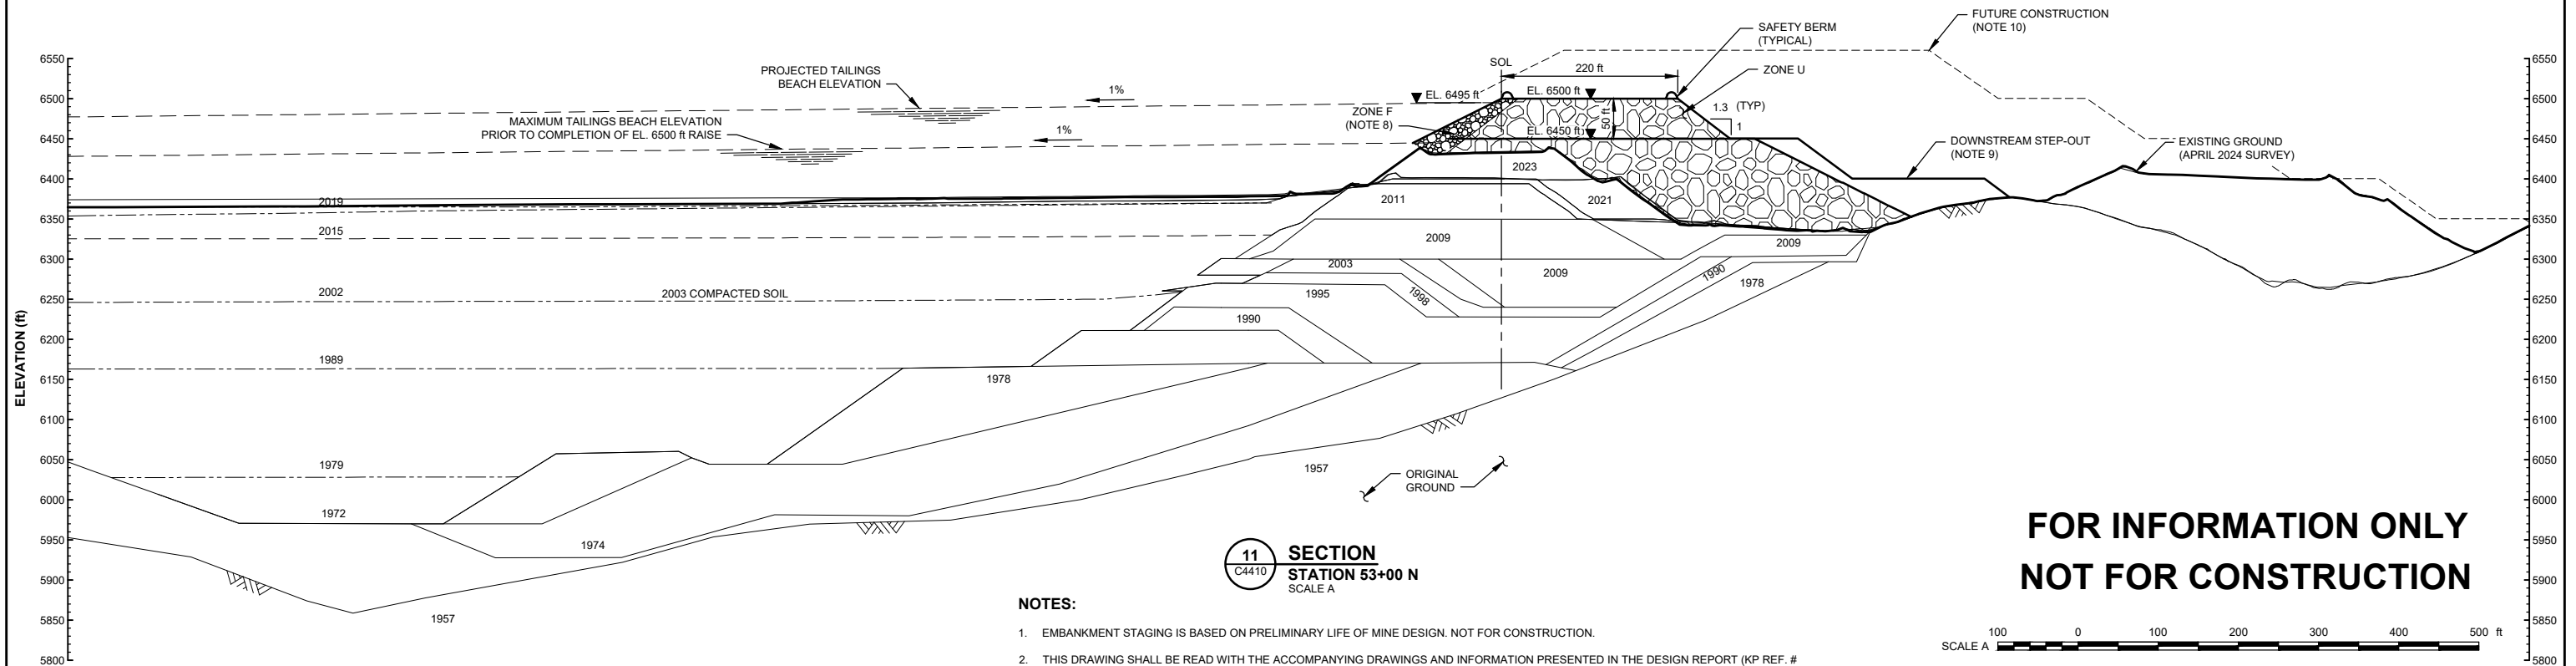 FUTURE CONSTRUCTION
(NOTE 10)
SAFETY BERM
(TYPICAL)
SOL
220 ft
ZONE U
6550
6550
PROJECTED TAILINGS
BEACH ELEVATION
1%
EL. 6495 ft
EL. 6500 ft
6500
6500
ZONE F
(NOTE 8)
50 ft
1.3 (TYP)
1
MAXIMUM TAILINGS BEACH ELEVATION
PRIOR TO COMPLETION OF EL. 6500 ft RAISE
1%
EL. 6450 ft
6450
6450
DOWNSTREAM STEP-OUT
(NOTE 9)
EXISTING GROUND
(APRIL 2024 SURVEY)
2023
6400
6400
2019
2011
2021
6350
6350
2015
2009
2009
6300
6300
2003
2009
1990
1978
2002
2003 COMPACTED SOIL
1995
1998
6250
6250
1990
6200
6200
ELEVATION (ft)
1989
6150
6150
1978
6100
6100
6050
6050
1979
1957
ORIGINAL
GROUND
6000
6000
1972
1974
5950
5950
5900
5900
5850
5850
1957
5800
5800
11
C4410
SECTION
STATION 53+00 N
SCALE A
FOR INFORMATION ONLY
NOT FOR CONSTRUCTION
NOTES:
1. EMBANKMENT STAGING IS BASED ON PRELIMINARY LIFE OF MINE DESIGN. NOT FOR CONSTRUCTION.
2. THIS DRAWING SHALL BE READ WITH THE ACCOMPANYING DRAWINGS AND INFORMATION PRESENTED IN THE DESIGN REPORT (KP REF. #
SCALE A 100 0 100 200 300 400 500 ft